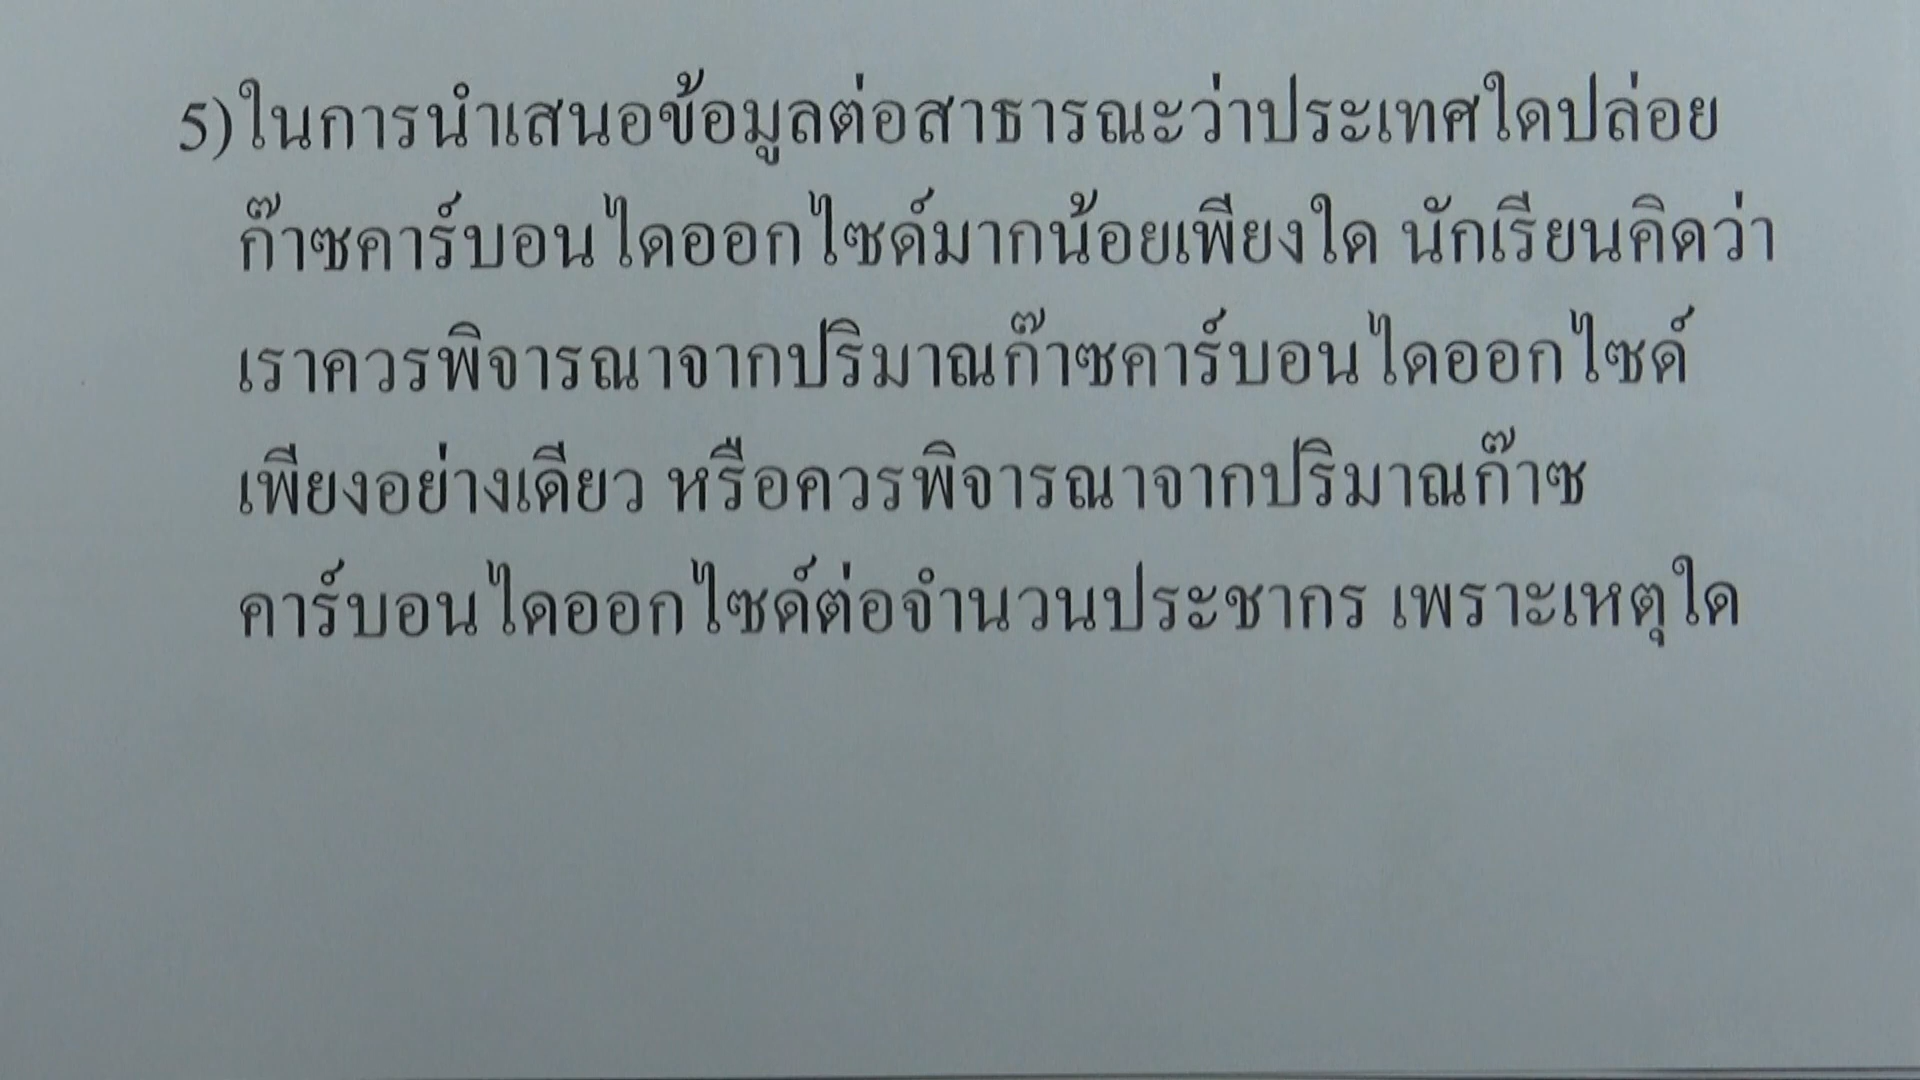 5)ในการนำเสนอข้อมูลต่อสาธารณะว่าประเทศใดปล่อย
ก๊าซคาร์บอนไดออกไซด์มากน้อยเพียงใด นักเรียนคิดว่า
เราควรพิจารณาจากปริมาณก๊าซคาร์บอนไดออกไซด์
เพียงอย่างเดียว หรือควรพิจารณาจากปริมาณก๊าซ
คาร์บอนไดออกไซด์ต่อจำนวนประชากร เพราะเหตุใด